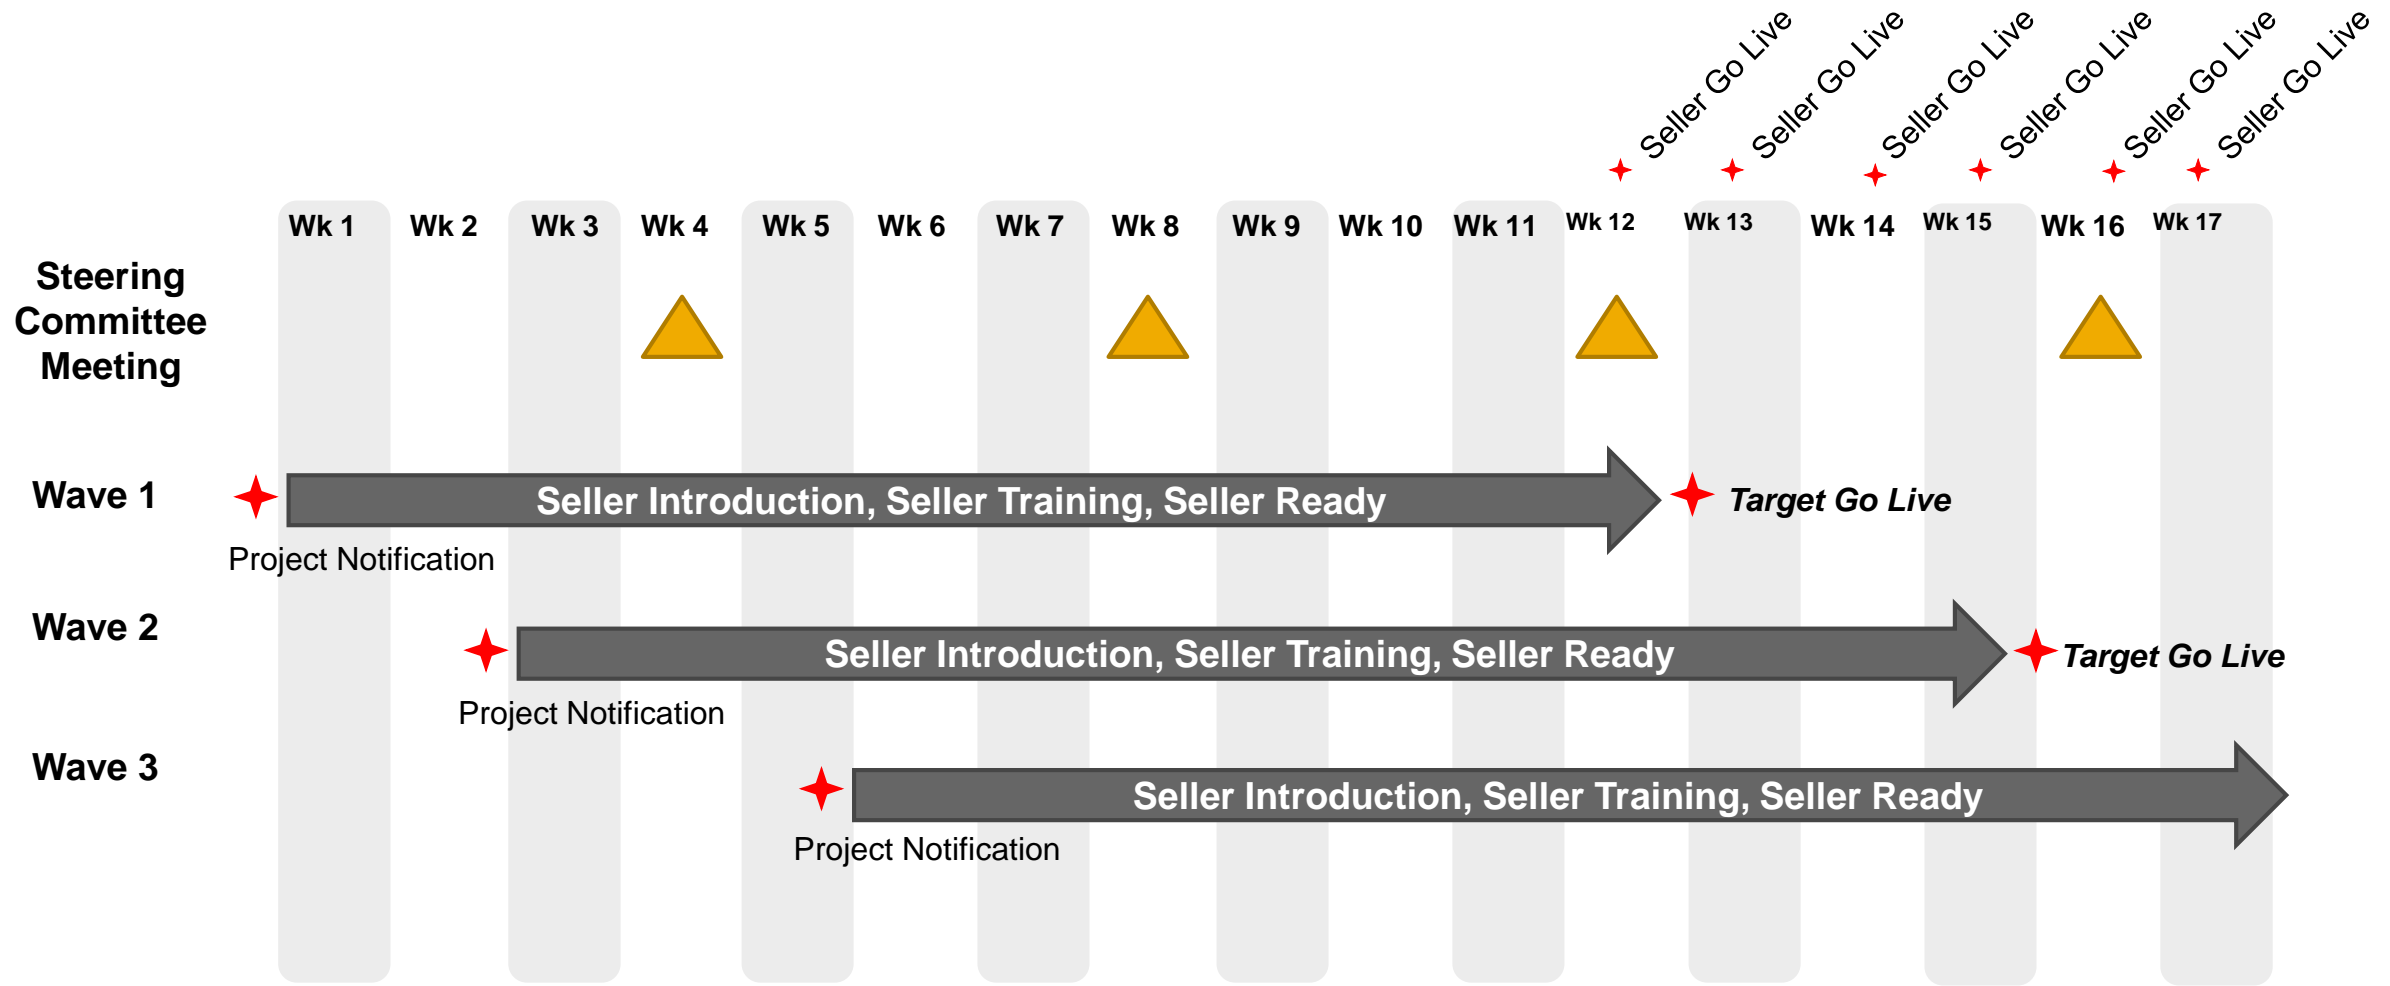 Seller Go Live
Seller Go Live
Seller Go Live
Seller Go Live
Seller Go Live
Seller Go Live
Wk 1 Wk 2 Wk 3 Wk 4 Wk 5 Wk 6 Wk 7 Wk 8 Wk 9 Wk 10 Wk 11 Wk 12 Wk 13 Wk 14 Wk 15 Wk 16 Wk 17
Steering
Committee
Meeting
Wave 1
Seller Introduction, Seller Training, Seller Ready
Target Go Live
Project Notification
Wave 2
Seller Introduction, Seller Training, Seller Ready
Target Go Live
Project Notification
Wave 3
Seller Introduction, Seller Training, Seller Ready
Project Notification